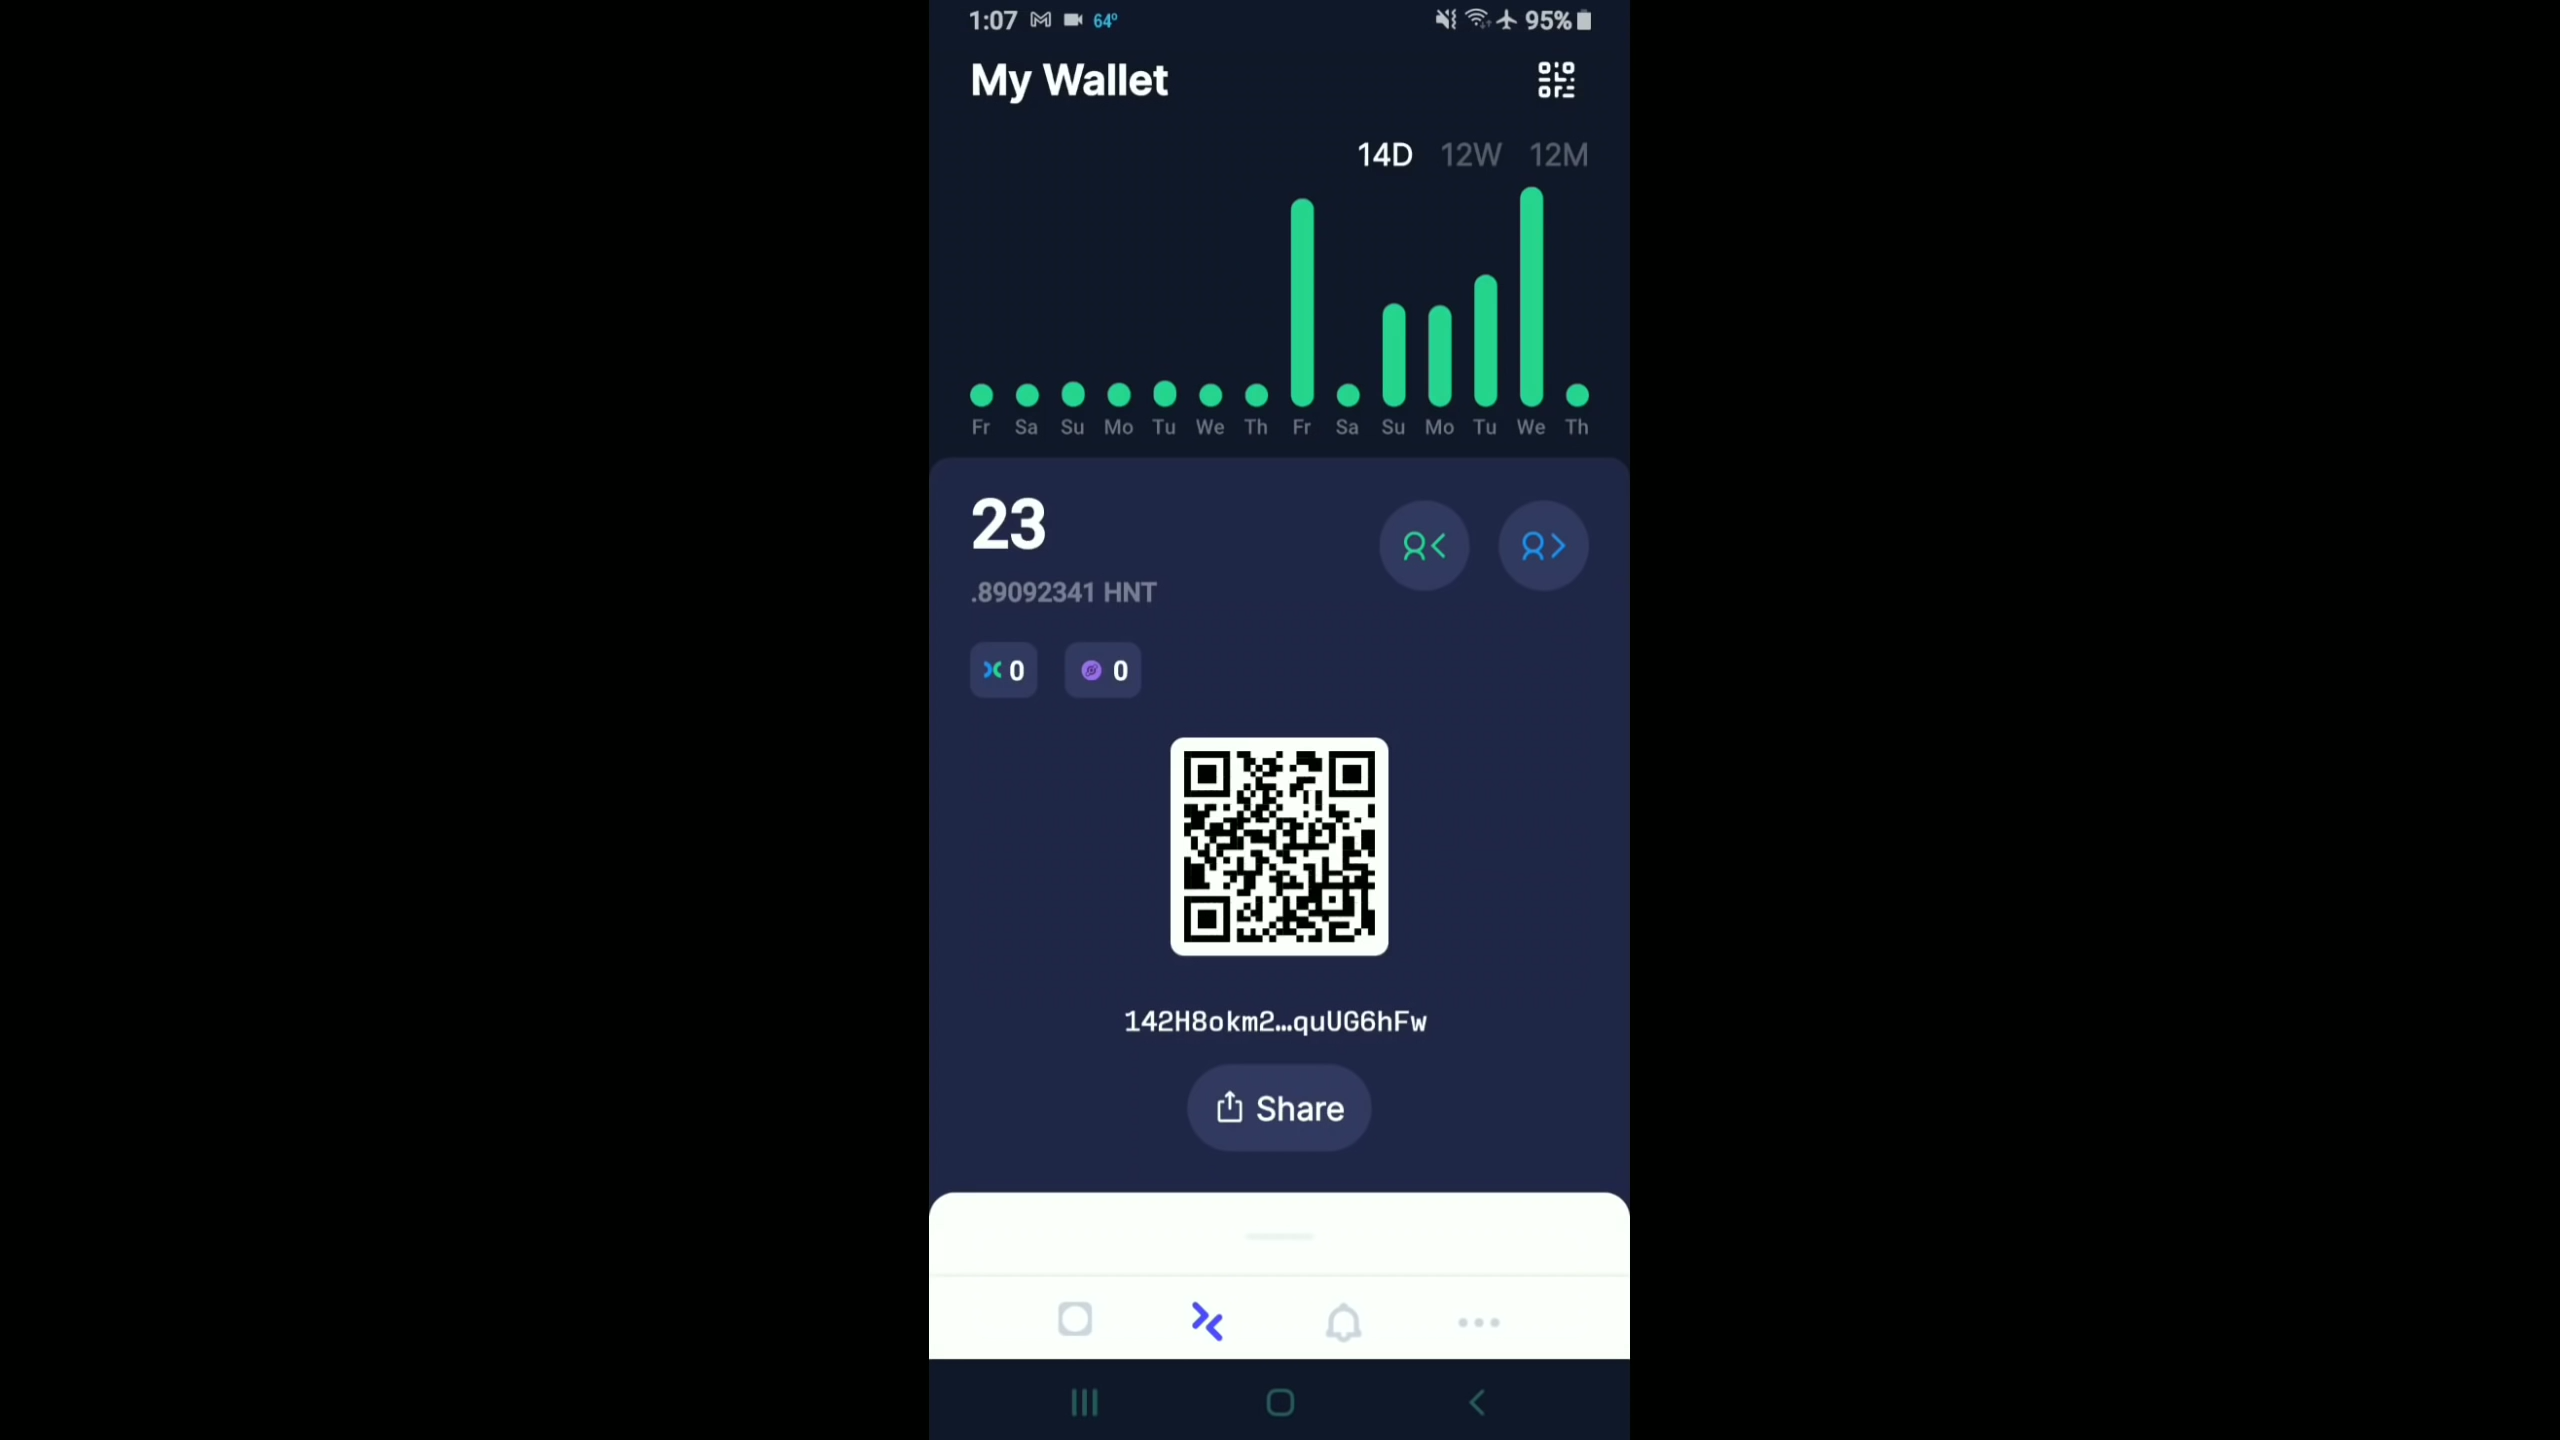 1:07 64° 95%
My Wallet
14D 12W 12M
Fr Sa Su Mo Tu We Th Fr Sa Su Mo Tu We Th
23
.89092341 HNT
0 0
142H8okm2...quUG6hFw
Share